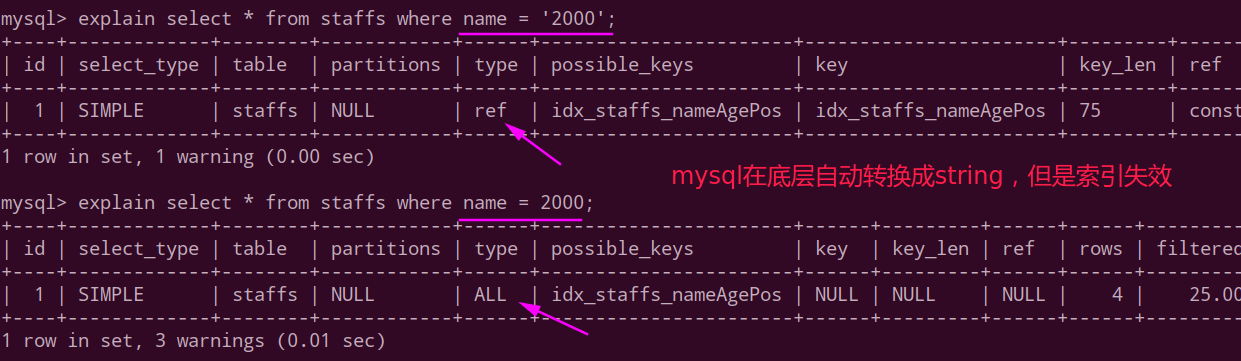 mysql> explain select * from staffs where name = '2000';
+----+-------------+--------+------------+------+----------------------+----------------------+---------+------
| id | select_type | table | partitions | type | possible_keys | key | key_len | ref
+----+-------------+--------+------------+------+----------------------+----------------------+---------+------
| 1 | SIMPLE | staffs | NULL | ref | idx_staffs_nameAgePos | idx_staffs_nameAgePos | 75 | const
+----+-------------+--------+------------+------+----------------------+----------------------+---------+------
1 row in set, 1 warning (0.00 sec)
mysql在底层自动转换成string，但是索引失效
mysql> explain select * from staffs where name = 2000;
+----+-------------+--------+------------+------+----------------------+------+---------+------+------+---------
| id | select_type | table | partitions | type | possible_keys | key | key_len | ref | rows | filtered
+----+-------------+--------+------------+------+----------------------+------+---------+------+------+---------
| 1 | SIMPLE | staffs | NULL | ALL | idx_staffs_nameAgePos | NULL | NULL | NULL | 4 | 25.00
+----+-------------+--------+------------+------+----------------------+------+---------+------+------+---------
1 row in set, 3 warnings (0.01 sec)